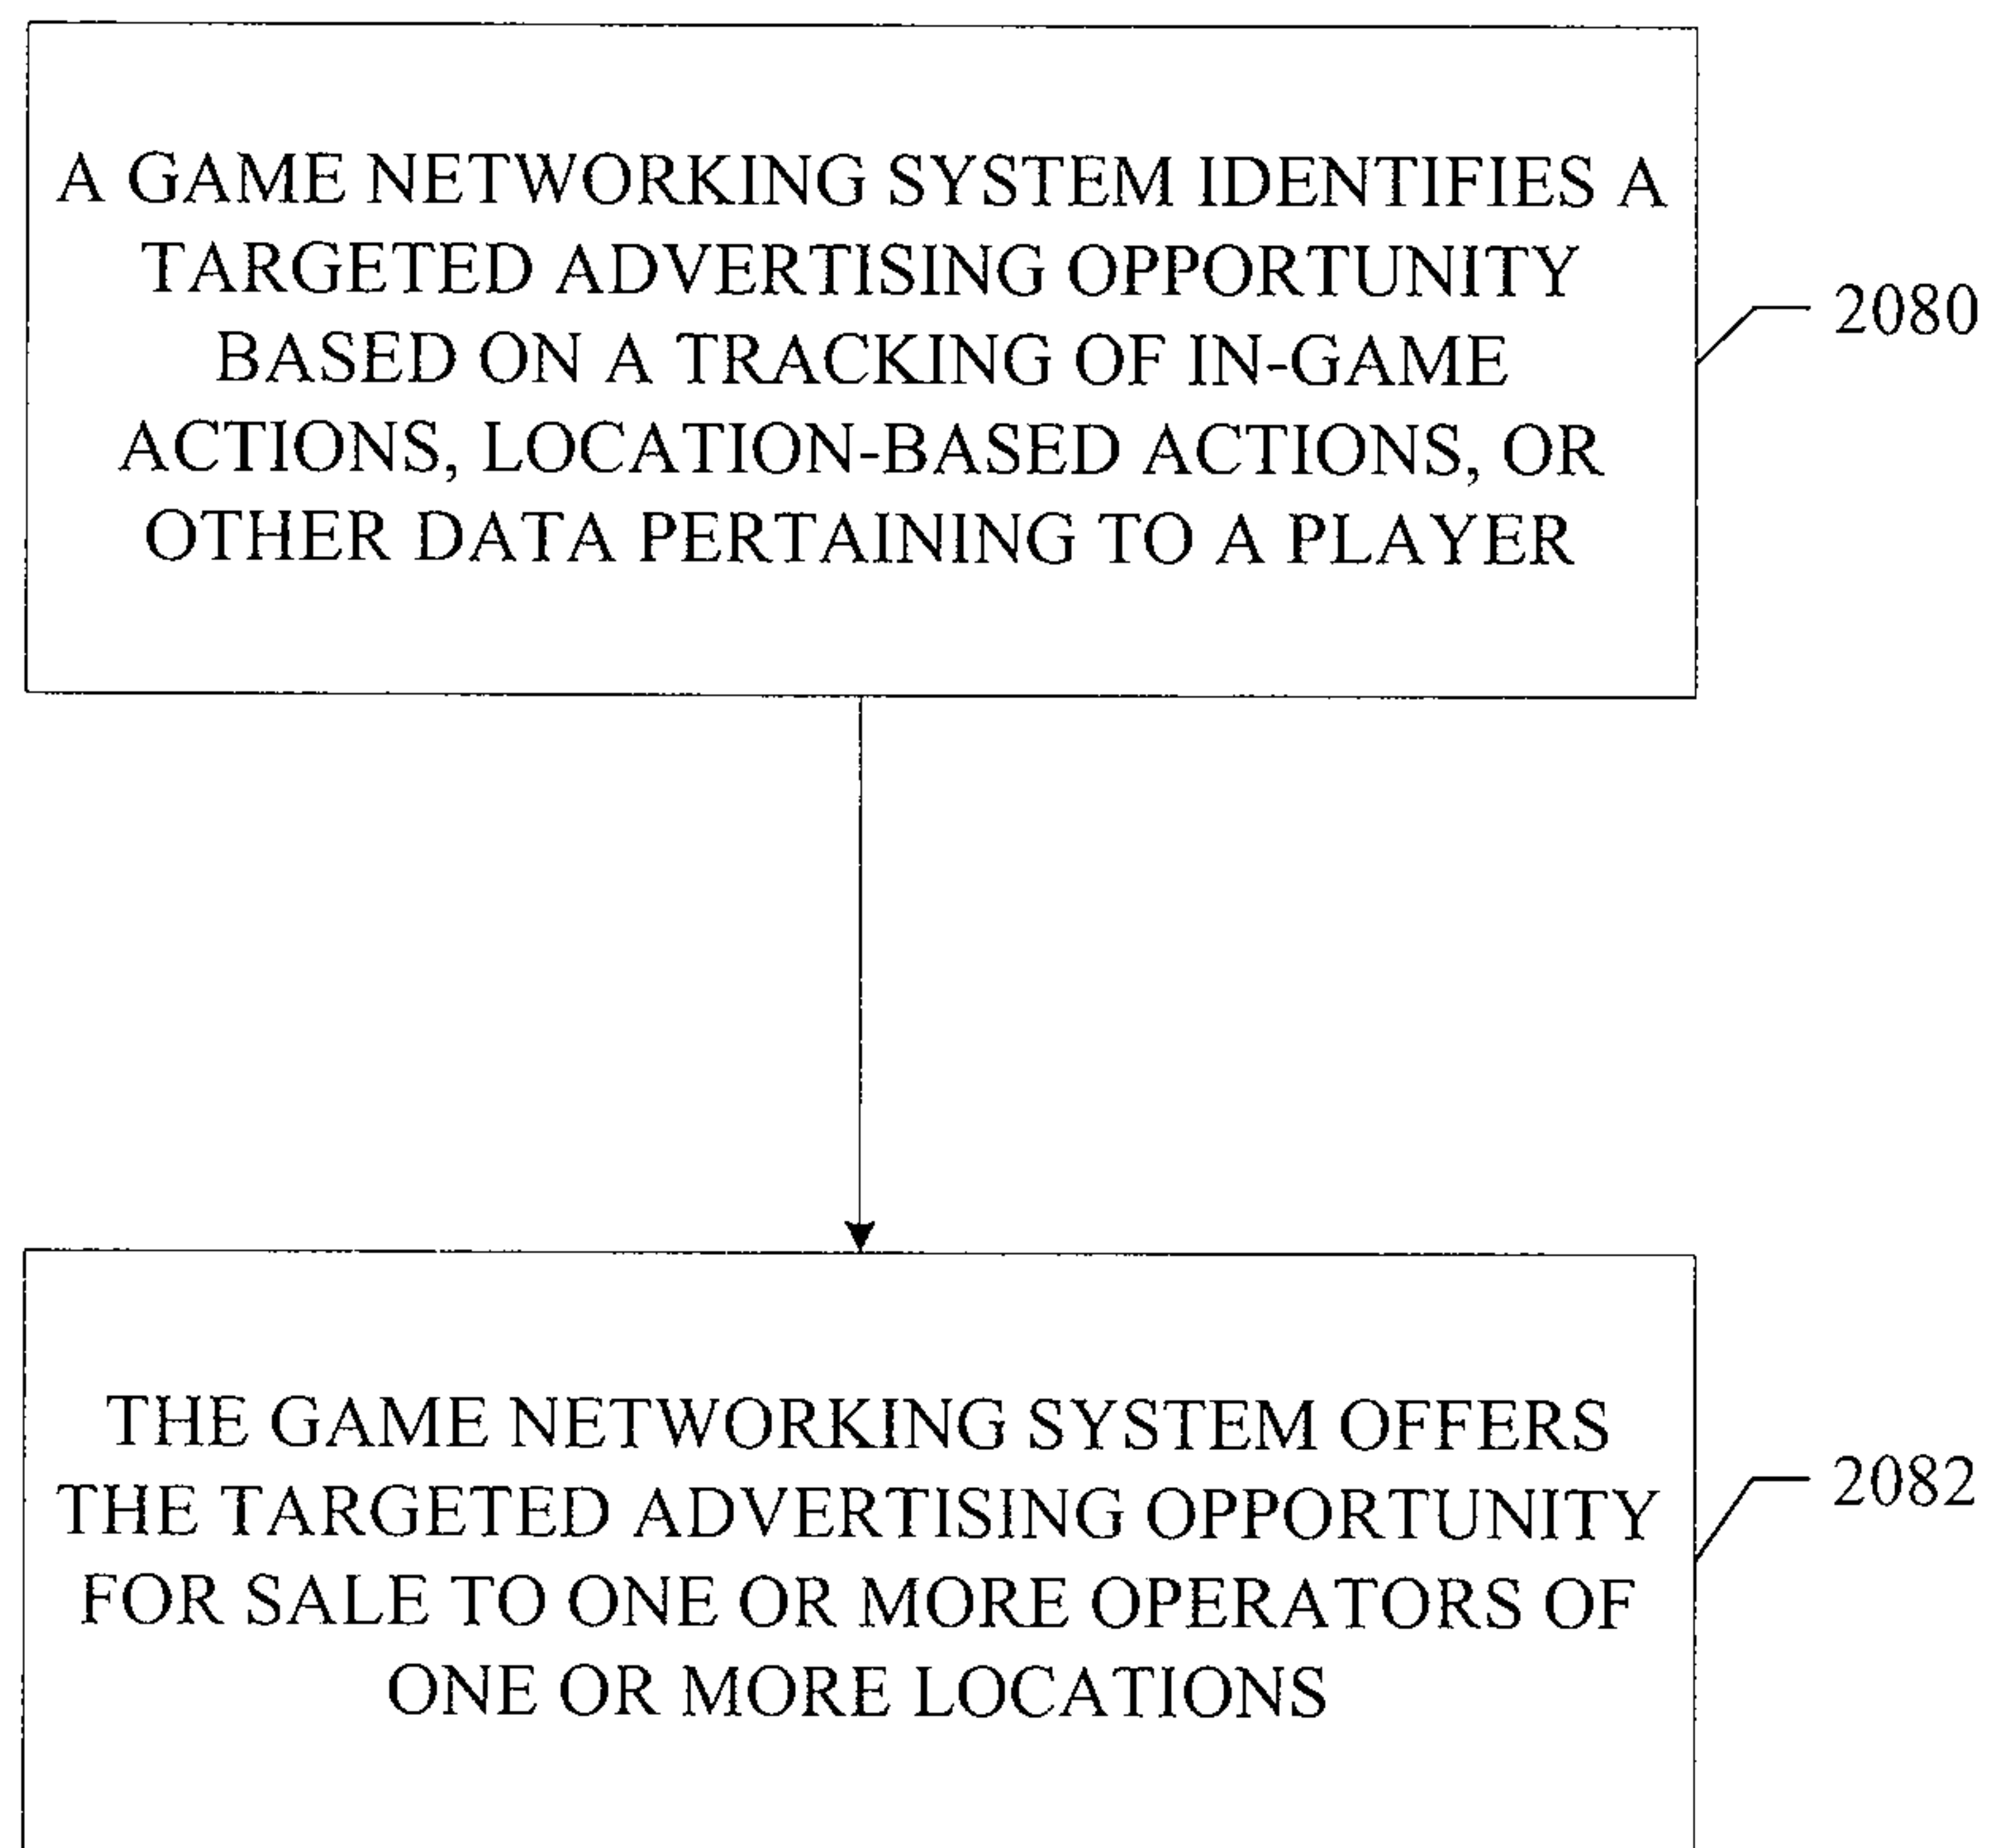 A GAME NETWORKING SYSTEM IDENTIFIES A
TARGETED ADVERTISING OPPORTUNITY
BASED ON A TRACKING OF IN-GAME
ACTIONS, LOCATION-BASED ACTIONS, OR
OTHER DATA PERTAINING TO A PLAYER
2080
THE GAME NETWORKING SYSTEM OFFERS
THE TARGETED ADVERTISING OPPORTUNITY
FOR SALE TO ONE OR MORE OPERATORS OF
ONE OR MORE LOCATIONS
2082